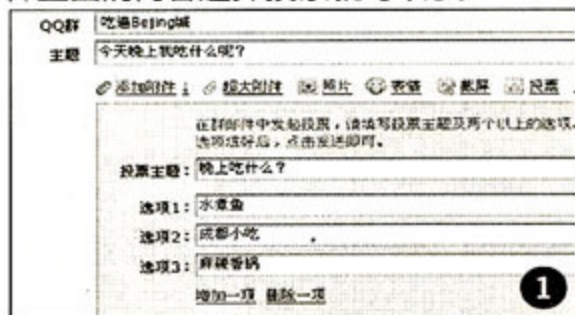 QQ群 吃遍Beijing城
主题 今天晚上我吃什么呢?
添加附件 超大附件 照片 表情 截屏 投票
在群邮件中发起投票,请填写投票主题及两个以上的选项。
选项填好后,点击发送即可。
投票主题: 晚上吃什么?
选项1: 水煮鱼
选项2: 成都小吃
选项3: 麻辣香锅
增加一项 删除一项
1